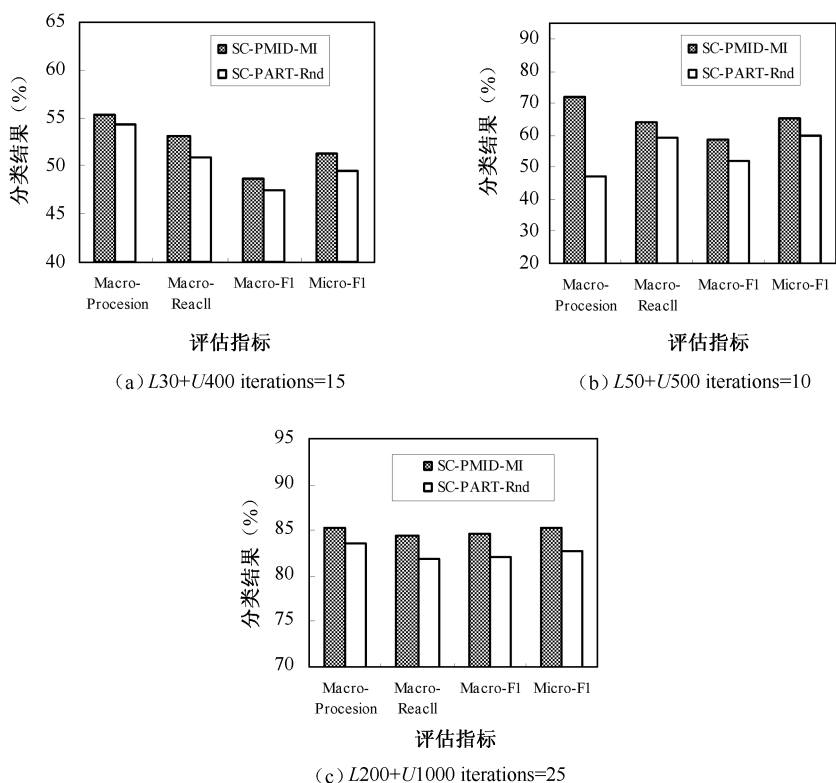 65
60
55
50
45
40
分类结果（%）
SC-PMID-MI
SC-PART-Rnd
Macro-
Procesion
Macro-
Reacll
Macro-F1
Micro-F1
评估指标
（a）L30+U400 iterations=15
90
80
70
60
50
40
30
20
分类结果（%）
SC-PMID-MI
SC-PART-Rnd
Macro-
Procesion
Macro-
Reacll
Macro-F1
Micro-F1
评估指标
（b）L50+U500 iterations=10
95
90
85
80
75
70
分类结果（%）
SC-PMID-MI
SC-PART-Rnd
Macro-
Procesion
Macro-
Reacll
Macro-F1
Micro-F1
评估指标
（c）L200+U1000 iterations=25